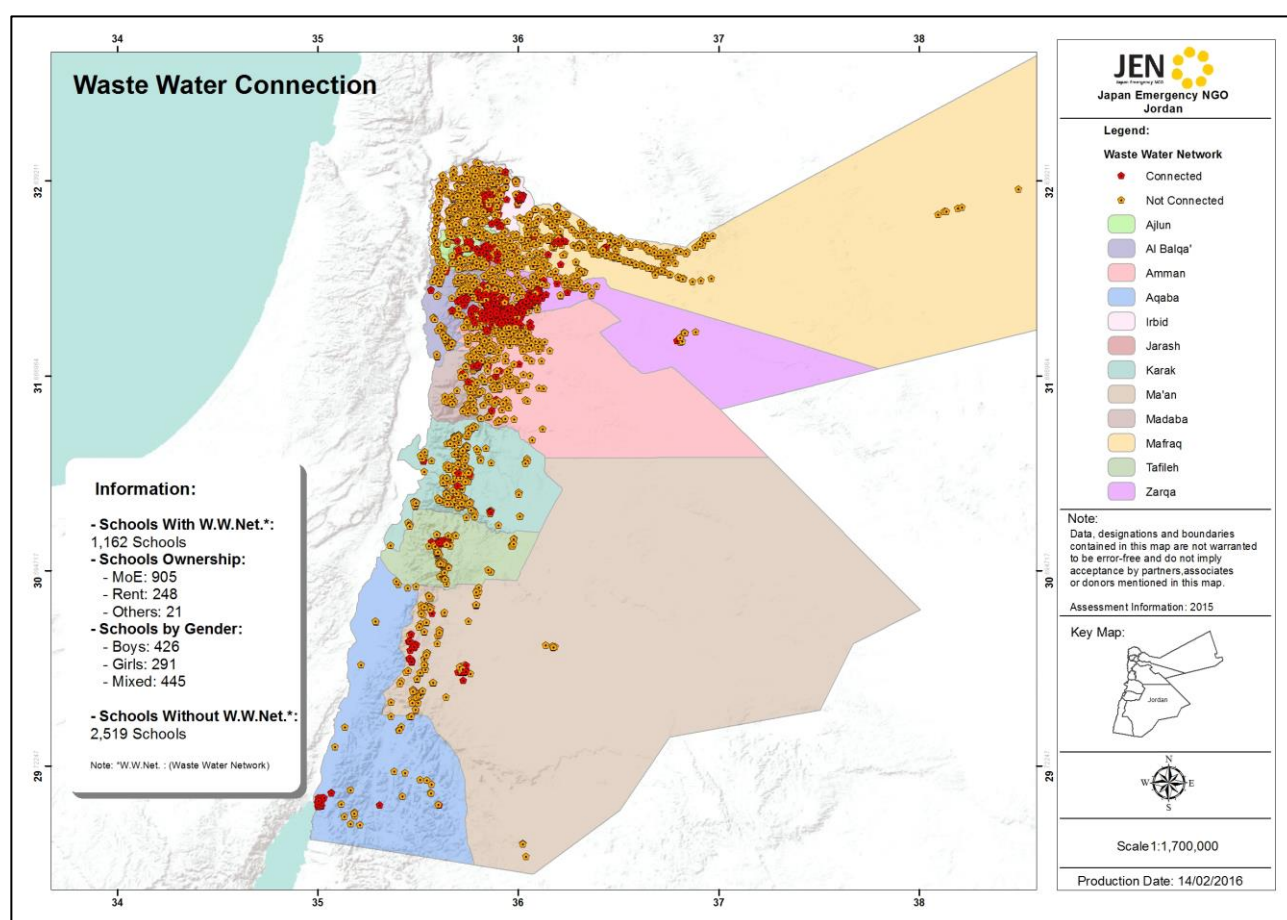 34
35
36
37
38
Waste Water Connection
32
31
30
29
Information:
- Schools With W.W.Net.*:
1,162 Schools
- Schools Ownership:
- MoE: 905
- Rent: 248
- Others: 21
- Schools by Gender:
- Boys: 426
- Girls: 291
- Mixed: 445
- Schools Without W.W.Net.*:
2,519 Schools
Note: *W.W.Net. : (Waste Water Network)
34
35
36
37
38
32
31
30
29
JEN
Japan Emergency NGO
Japan Emergency NGO
Jordan
Legend:
Waste Water Network
Connected
Not Connected
Ajlun
Al Balqa'
Amman
Aqaba
Irbid
Jarash
Karak
Ma'an
Madaba
Mafraq
Tafileh
Zarqa
Note:
Data, designations and boundaries
contained in this map are not warranted
to be error-free and do not imply
acceptance by partners,associates
or donors mentioned in this map.
Assessment Information: 2015
Key Map:
Jordan
N
W E
S
Scale1:1,700,000
Production Date: 14/02/2016